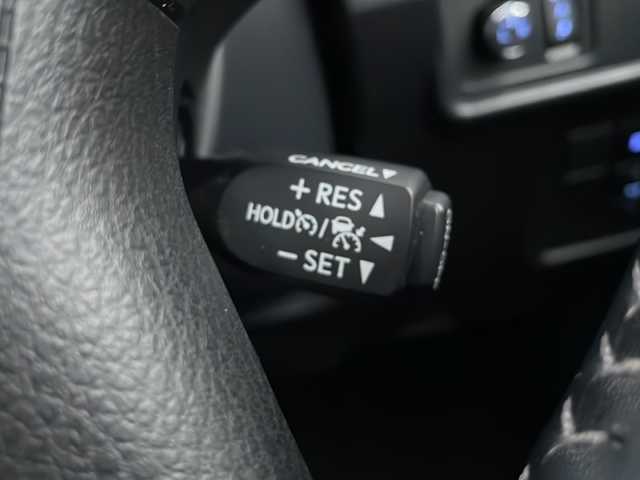 CANCEL▼
+ RES ▲
HOLD / ◀
− SET ▼